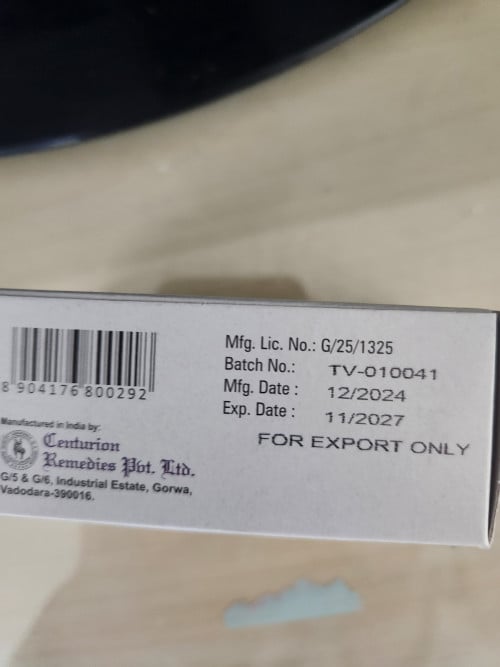 8 904176 800292
Manufactured in India by:
Centurion
Remedies Pvt. Ltd.
G/5 & G/6, Industrial Estate, Gorwa,
Vadodara-390016.
Mfg. Lic. No.: G/25/1325
Batch No.: TV-010041
Mfg. Date : 12/2024
Exp. Date : 11/2027
FOR EXPORT ONLY